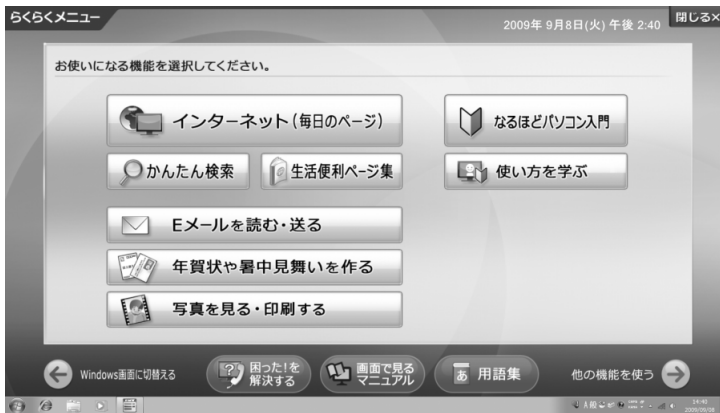 らくらくメニュー
2009年 9月8日(火) 午後 2:40
閉じる×
お使いになる機能を選択してください。
インターネット(毎日のページ)
なるほどパソコン入門
かんたん検索
生活便利ページ集
使い方を学ぶ
Eメールを読む・送る
年賀状や暑中見舞いを作る
写真を見る・印刷する
Windows画面に切替える
困った!を
解決する
画面で見る
マニュアル
あ 用語集
他の機能を使う
A 般
14:40
2009/09/08